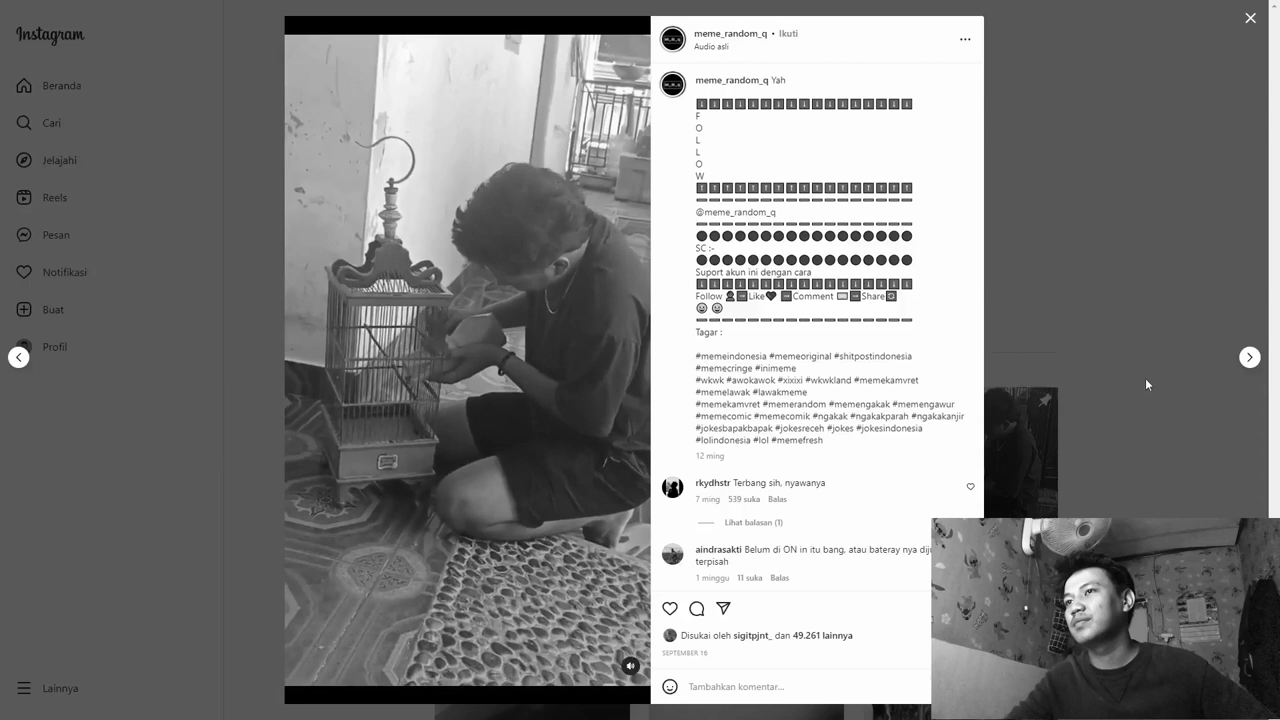 Instagram
Beranda
Cari
Jelajahi
Reels
Pesan
Notifikasi
Buat
Profil
Lainnya
meme_random_q • Ikuti
Audio asli
meme_random_q Yah
F
O
L
L
O
W
@meme_random_q
SC :-
Suport akun ini dengan cara
Follow Like Comment Share
Tagar :
#memeindonesia #memeoriginal #shitpostindonesia
#memecringe #inimeme
#wkwk #awokawok #xixixi #wkwkland #memekamvret
#memelawak #lawakmeme
#memekamvret #memerandom #memengakak #memengawur
#memecomic #memecomik #ngakak #ngakakparah #ngakakanjir
#jokesbapakbapak #jokesreceh #jokes #jokesindonesia
#lolindonesia #lol #memefresh
12 ming
rkydhstr Terbang sih, nyawanya
7 ming 539 suka Balas
Lihat balasan (1)
aindrasakti Belum di ON in itu bang, atau bateray nya
terpisah
1 minggu 11 suka Balas
Disukai oleh sigitpjnt_ dan 49.261 lainnya
SEPTEMBER 16
Tambahkan komentar...